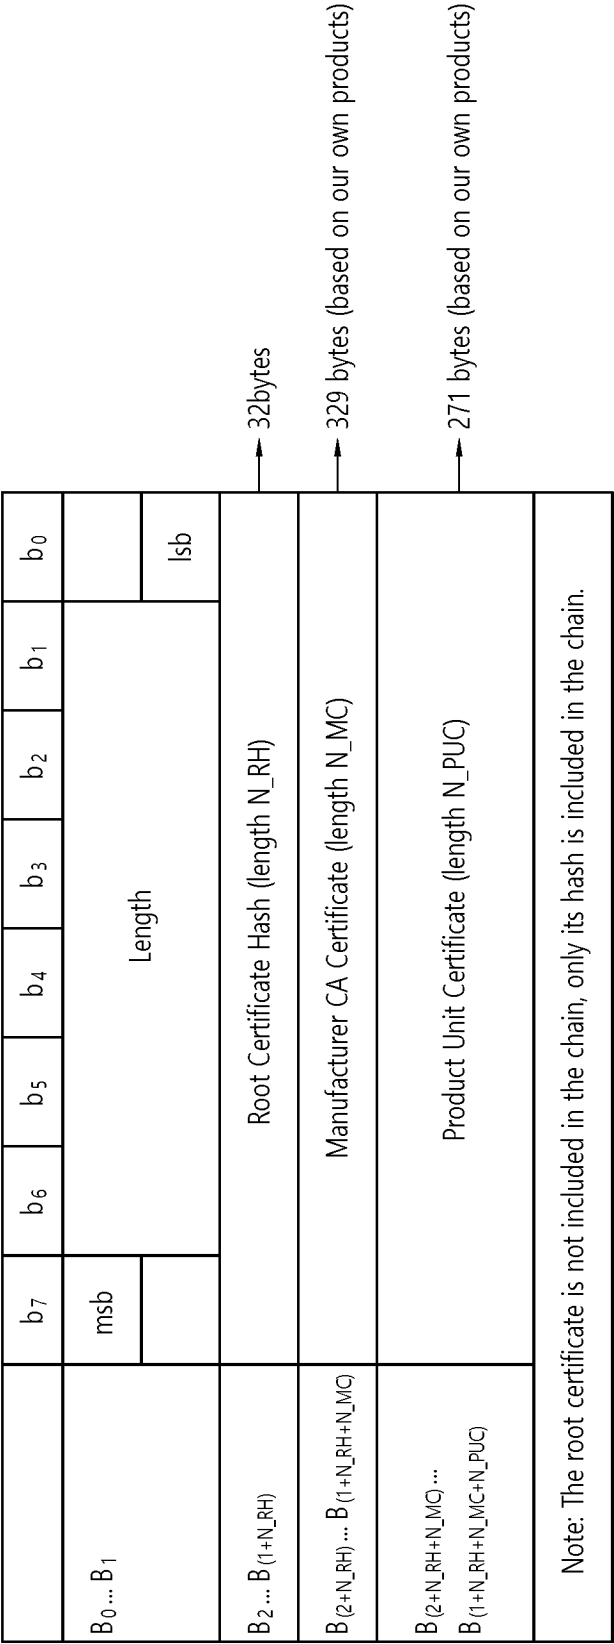 b7 b6 b5 b4 b3 b2 b1 b0
B0 ... B1
msb
Length
lsb
B2 ... B(1+N_RH)
Root Certificate Hash (length N_RH)
32bytes
B(2+N_RH) ... B(1+N_RH+N_MC)
Manufacturer CA Certificate (length N_MC)
329 bytes (based on our own products)
B(2+N_RH+N_MC) ...
B(1+N_RH+N_MC+N_PUC)
Product Unit Certificate (length N_PUC)
271 bytes (based on our own products)
Note: The root certificate is not included in the chain, only its hash is included in the chain.